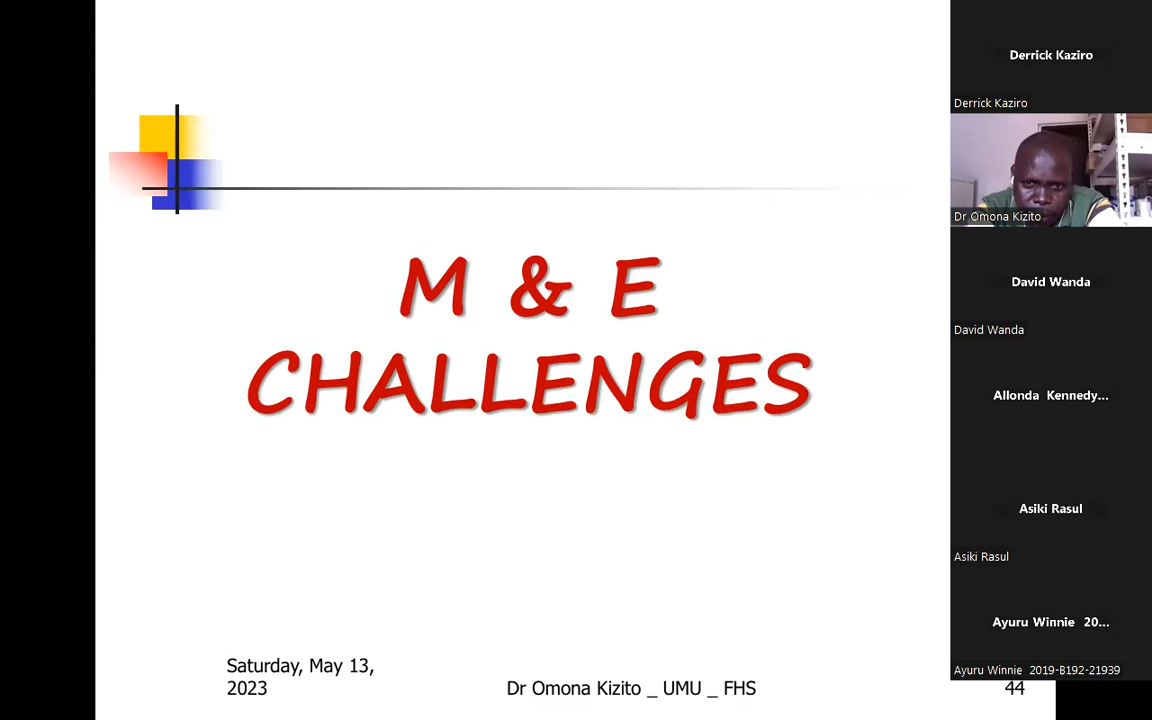 M & E
CHALLENGES
Saturday, May 13,
2023
Dr Omona Kizito _ UMU _ FHS
44
Derrick Kaziro
Derrick Kaziro
Dr Omona Kizito
David Wanda
David Wanda
Allonda Kennedy...
Asiki Rasul
Asiki Rasul
Ayuru Winnie 20...
Ayuru Winnie 2019-B192-21939